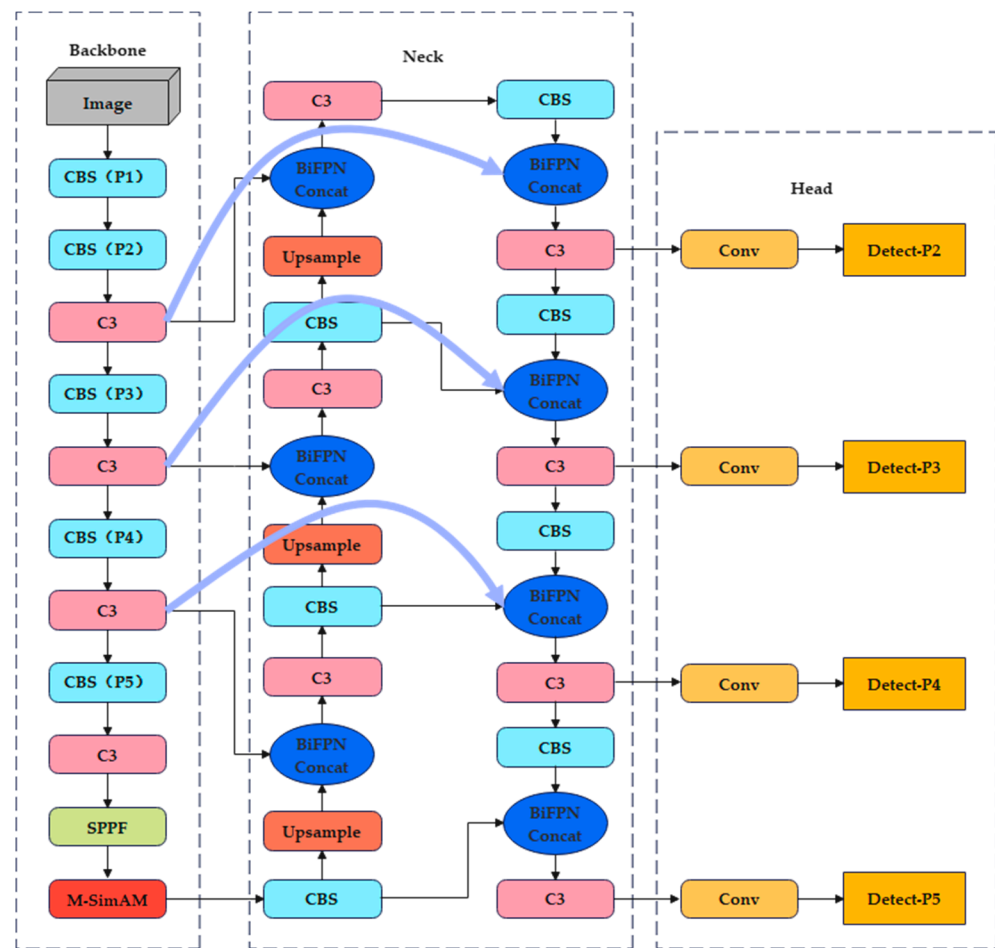 Backbone
Image
CBS（P1）
CBS（P2）
C3
CBS（P3）
C3
CBS（P4）
C3
CBS（P5）
C3
SPPF
M-SimAM
Neck
C3
BiFPN
Concat
Upsample
CBS
C3
BiFPN
Concat
Upsample
CBS
C3
BiFPN
Concat
Upsample
CBS
CBS
BiFPN
Concat
C3
CBS
BiFPN
Concat
C3
CBS
BiFPN
Concat
C3
CBS
BiFPN
Concat
C3
Head
Conv
Detect-P2
Conv
Detect-P3
Conv
Detect-P4
Conv
Detect-P5